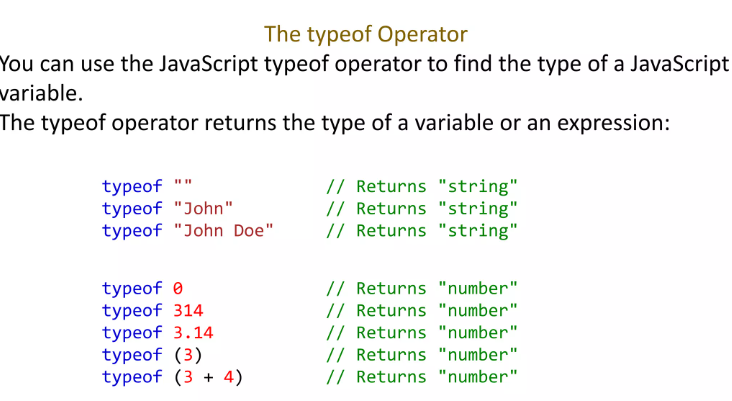 The typeof Operator
You can use the JavaScript typeof operator to find the type of a JavaScript
variable.
The typeof operator returns the type of a variable or an expression:
typeof "" // Returns "string"
typeof "John" // Returns "string"
typeof "John Doe" // Returns "string"
typeof 0 // Returns "number"
typeof 314 // Returns "number"
typeof 3.14 // Returns "number"
typeof (3) // Returns "number"
typeof (3 + 4) // Returns "number"